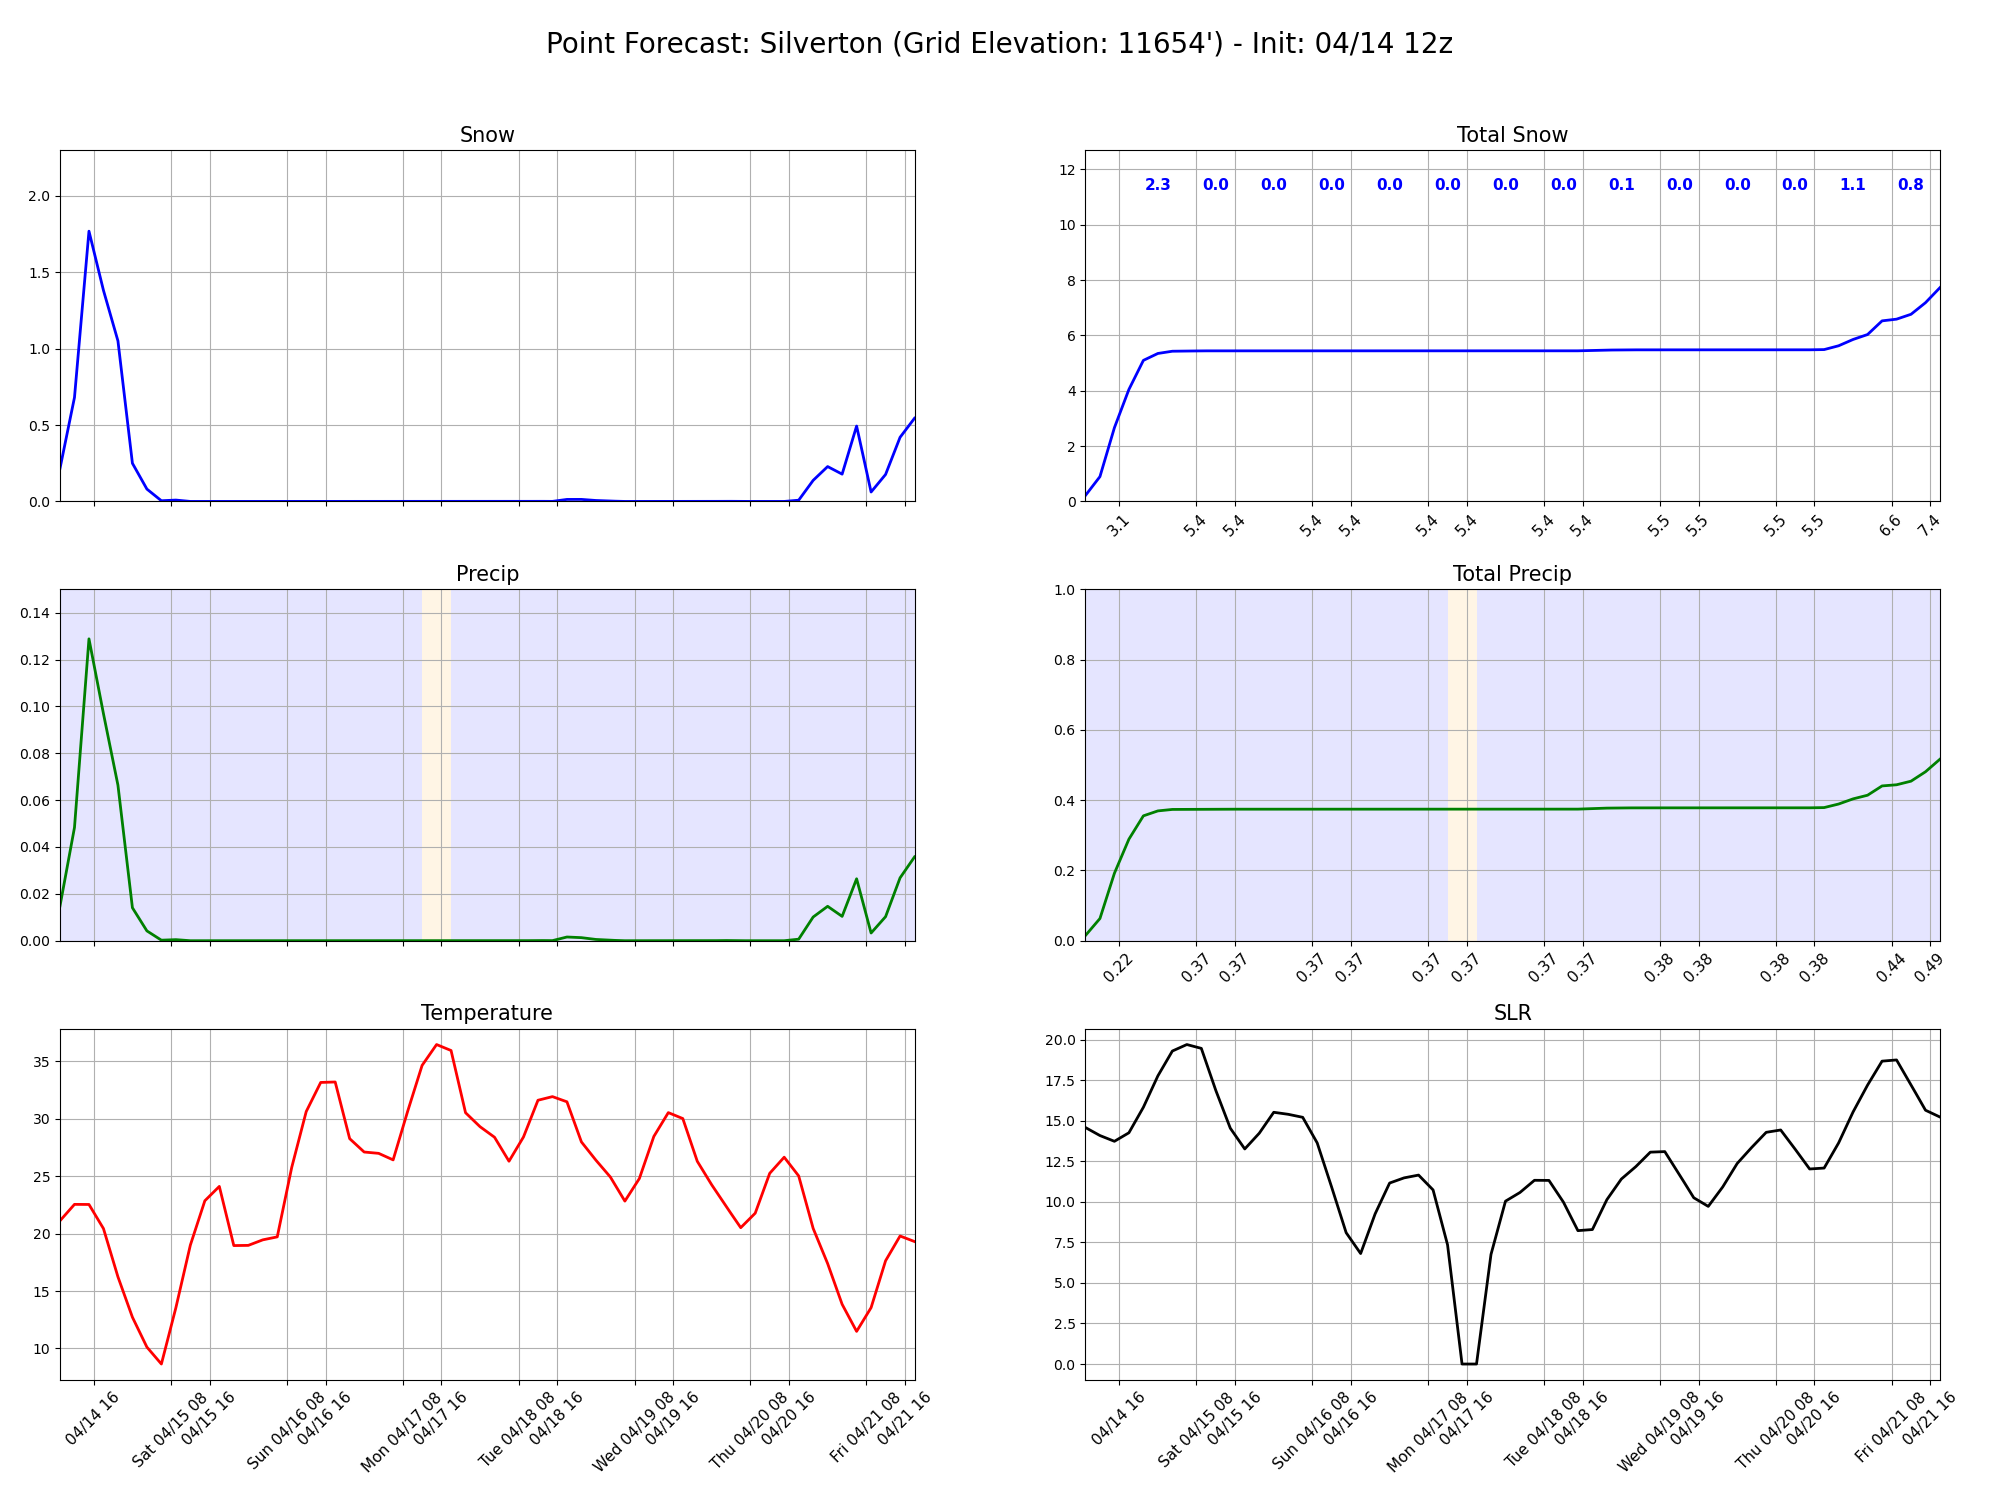 Point Forecast: Silverton (Grid Elevation: 11654') - Init: 04/14 12z
Snow
2.0
1.5
1.0
0.5
0.0
Total Snow
12
10
8
6
4
2
0
2.3 0.0 0.0 0.0 0.0 0.0 0.0 0.0 0.1 0.0 0.0 0.0 1.1 0.8
3.1 5.4 5.4 5.4 5.4 5.4 5.4 5.4 5.4 5.5 5.5 5.5 5.5 6.6 7.4
Precip
0.14
0.12
0.10
0.08
0.06
0.04
0.02
0.00
Total Precip
1.0
0.8
0.6
0.4
0.2
0.0
0.22 0.37 0.37 0.37 0.37 0.37 0.37 0.37 0.37 0.38 0.38 0.38 0.38 0.44 0.49
Temperature
35
30
25
20
15
10
04/14 16
Sat 04/15 08
04/15 16
Sun 04/16 08
04/16 16
Mon 04/17 08
04/17 16
Tue 04/18 08
04/18 16
Wed 04/19 08
04/19 16
Thu 04/20 08
04/20 16
Fri 04/21 08
04/21 16
SLR
20.0
17.5
15.0
12.5
10.0
7.5
5.0
2.5
0.0
04/14 16
Sat 04/15 08
04/15 16
Sun 04/16 08
04/16 16
Mon 04/17 08
04/17 16
Tue 04/18 08
04/18 16
Wed 04/19 08
04/19 16
Thu 04/20 08
04/20 16
Fri 04/21 08
04/21 16